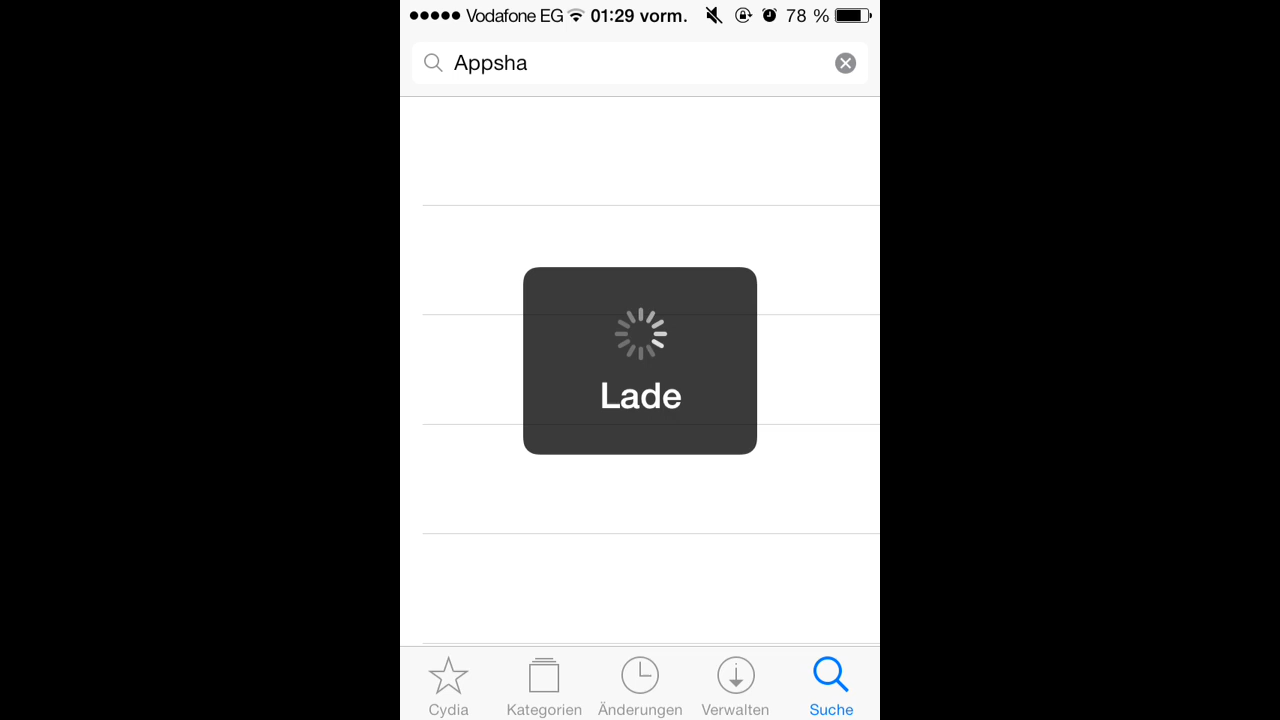 Vodafone EG 01:29 vorm. 78 %
Appsha
Lade
Cydia Kategorien Änderungen Verwalten Suche